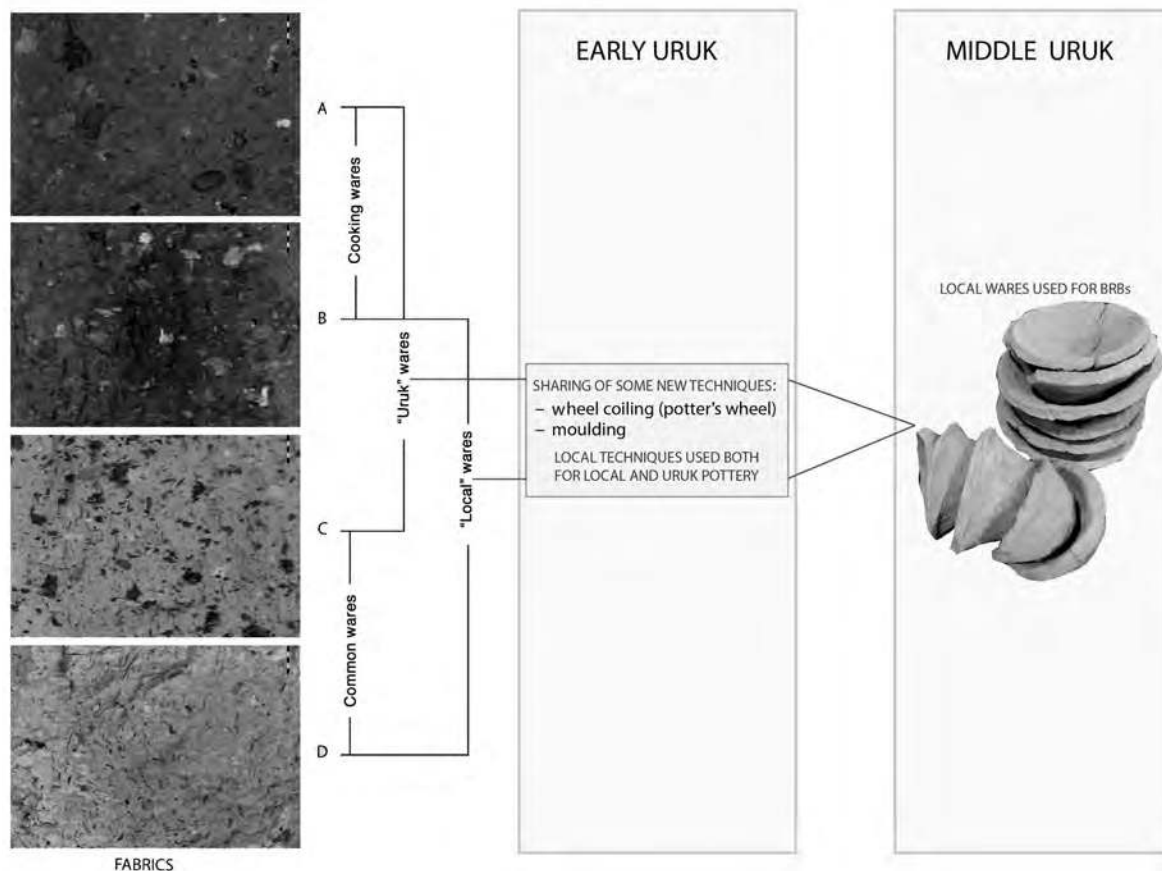 EARLY URUK
MIDDLE URUK
A
Cooking wares
B
"Uruk" wares
"Local" wares
C
Common wares
D
SHARING OF SOME NEW TECHNIQUES:
– wheel coiling (potter's wheel)
– moulding
LOCAL TECHNIQUES USED BOTH
FOR LOCAL AND URUK POTTERY
LOCAL WARES USED FOR BRBs
FABRICS